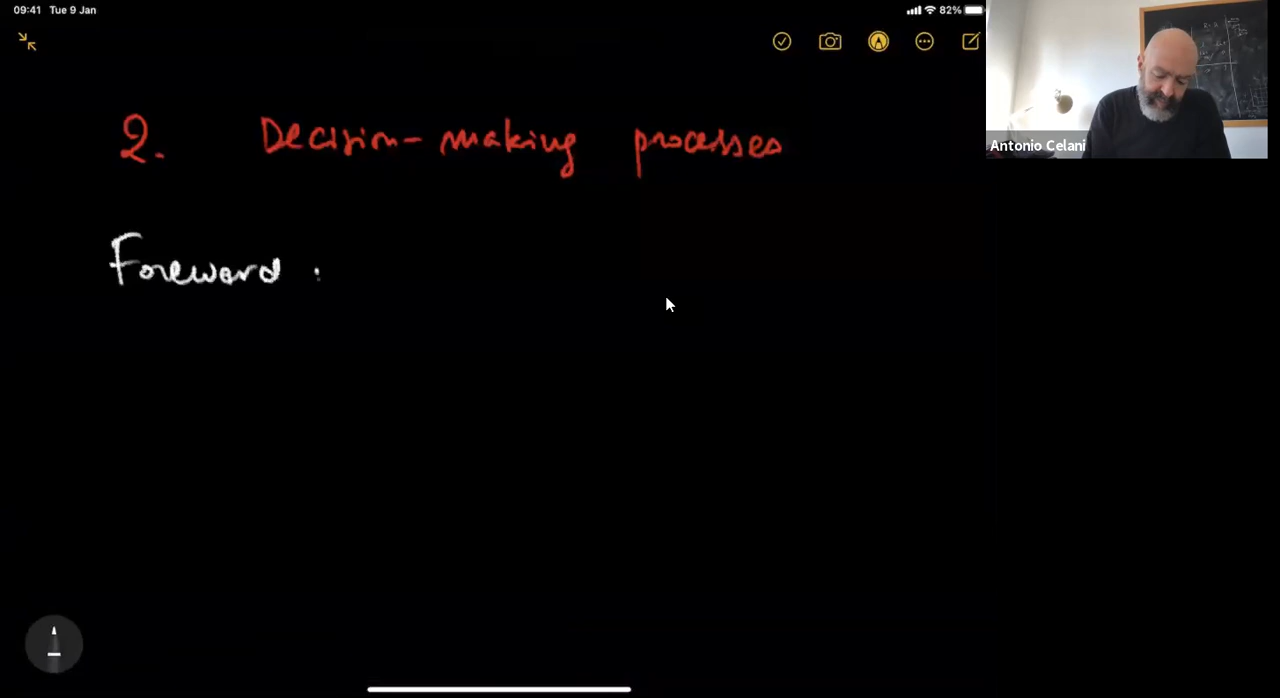 09:41 Tue 9 Jan 82%
Antonio Celani
2. Decision-making processes
Foreward :